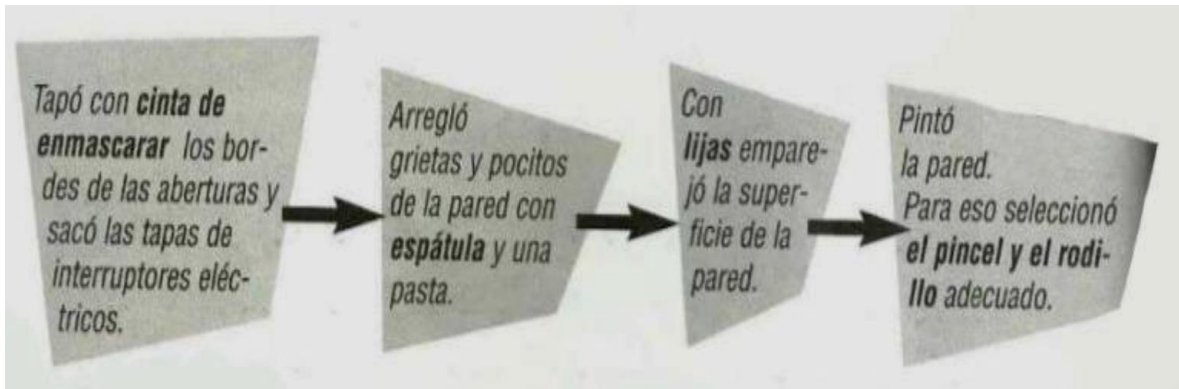 Tapó con cinta de
enmascarar los bor-
des de las aberturas y
sacó las tapas de
interruptores eléc-
tricos.
Arregló
grietas y pocitos
de la pared con
espátula y una
pasta.
Con
lijas empare-
jó la super-
ficie de la
pared.
Pintó
la pared.
Para eso seleccionó
el pincel y el rodi-
llo adecuado.